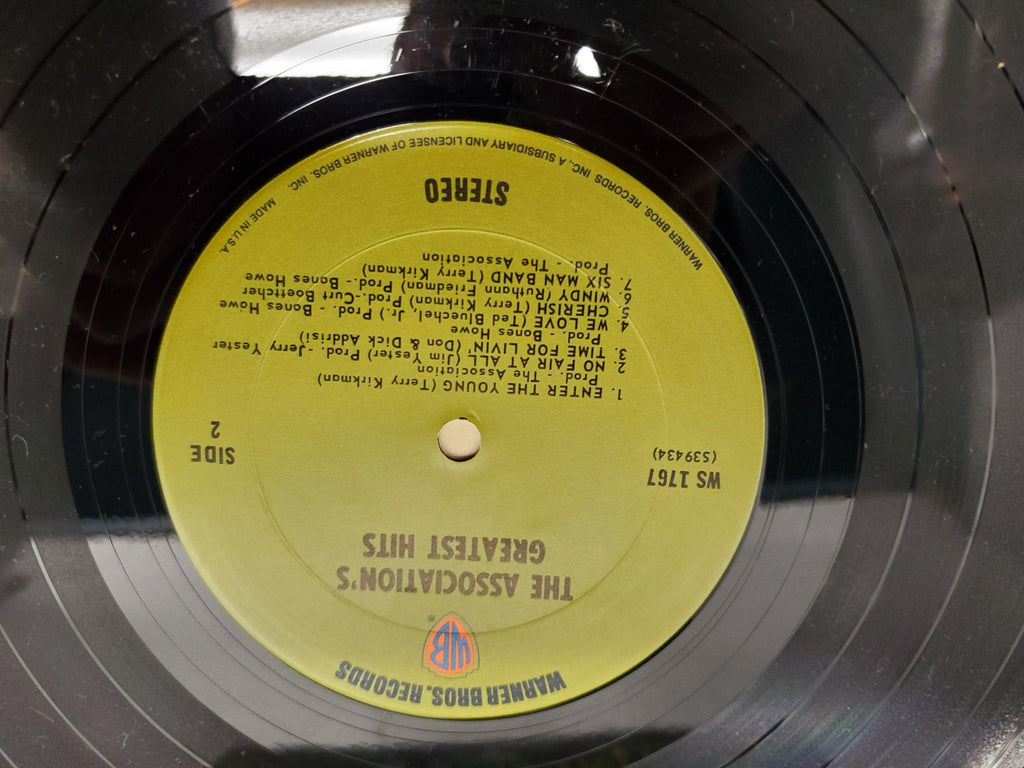 WARNER BROS. RECORDS
WB
®
THE ASSOCIATION'S
GREATEST HITS
WS 1767
(S39434)
SIDE
2
1. ENTER THE YOUNG (Terry Kirkman)
Prod. - The Association
2. NO FAIR AT ALL (Jim Yester) Prod.-Jerry Yester
3. TIME FOR LIVIN' (Don & Dick Addrisi)
Prod. - Bones Howe
4. WE LOVE (Ted Bluechel, Jr.) Prod. - Bones Howe
5. CHERISH (Terry Kirkman) Prod.-Curt Boettcher
6. WINDY (Ruthann Friedman) Prod. - Bones Howe
7. SIX MAN BAND (Terry Kirkman)
Prod. - The Association
STEREO
WARNER BROS. RECORDS INC., A SUBSIDIARY AND LICENSEE OF WARNER BROS. INC.
MADE IN U.S.A.